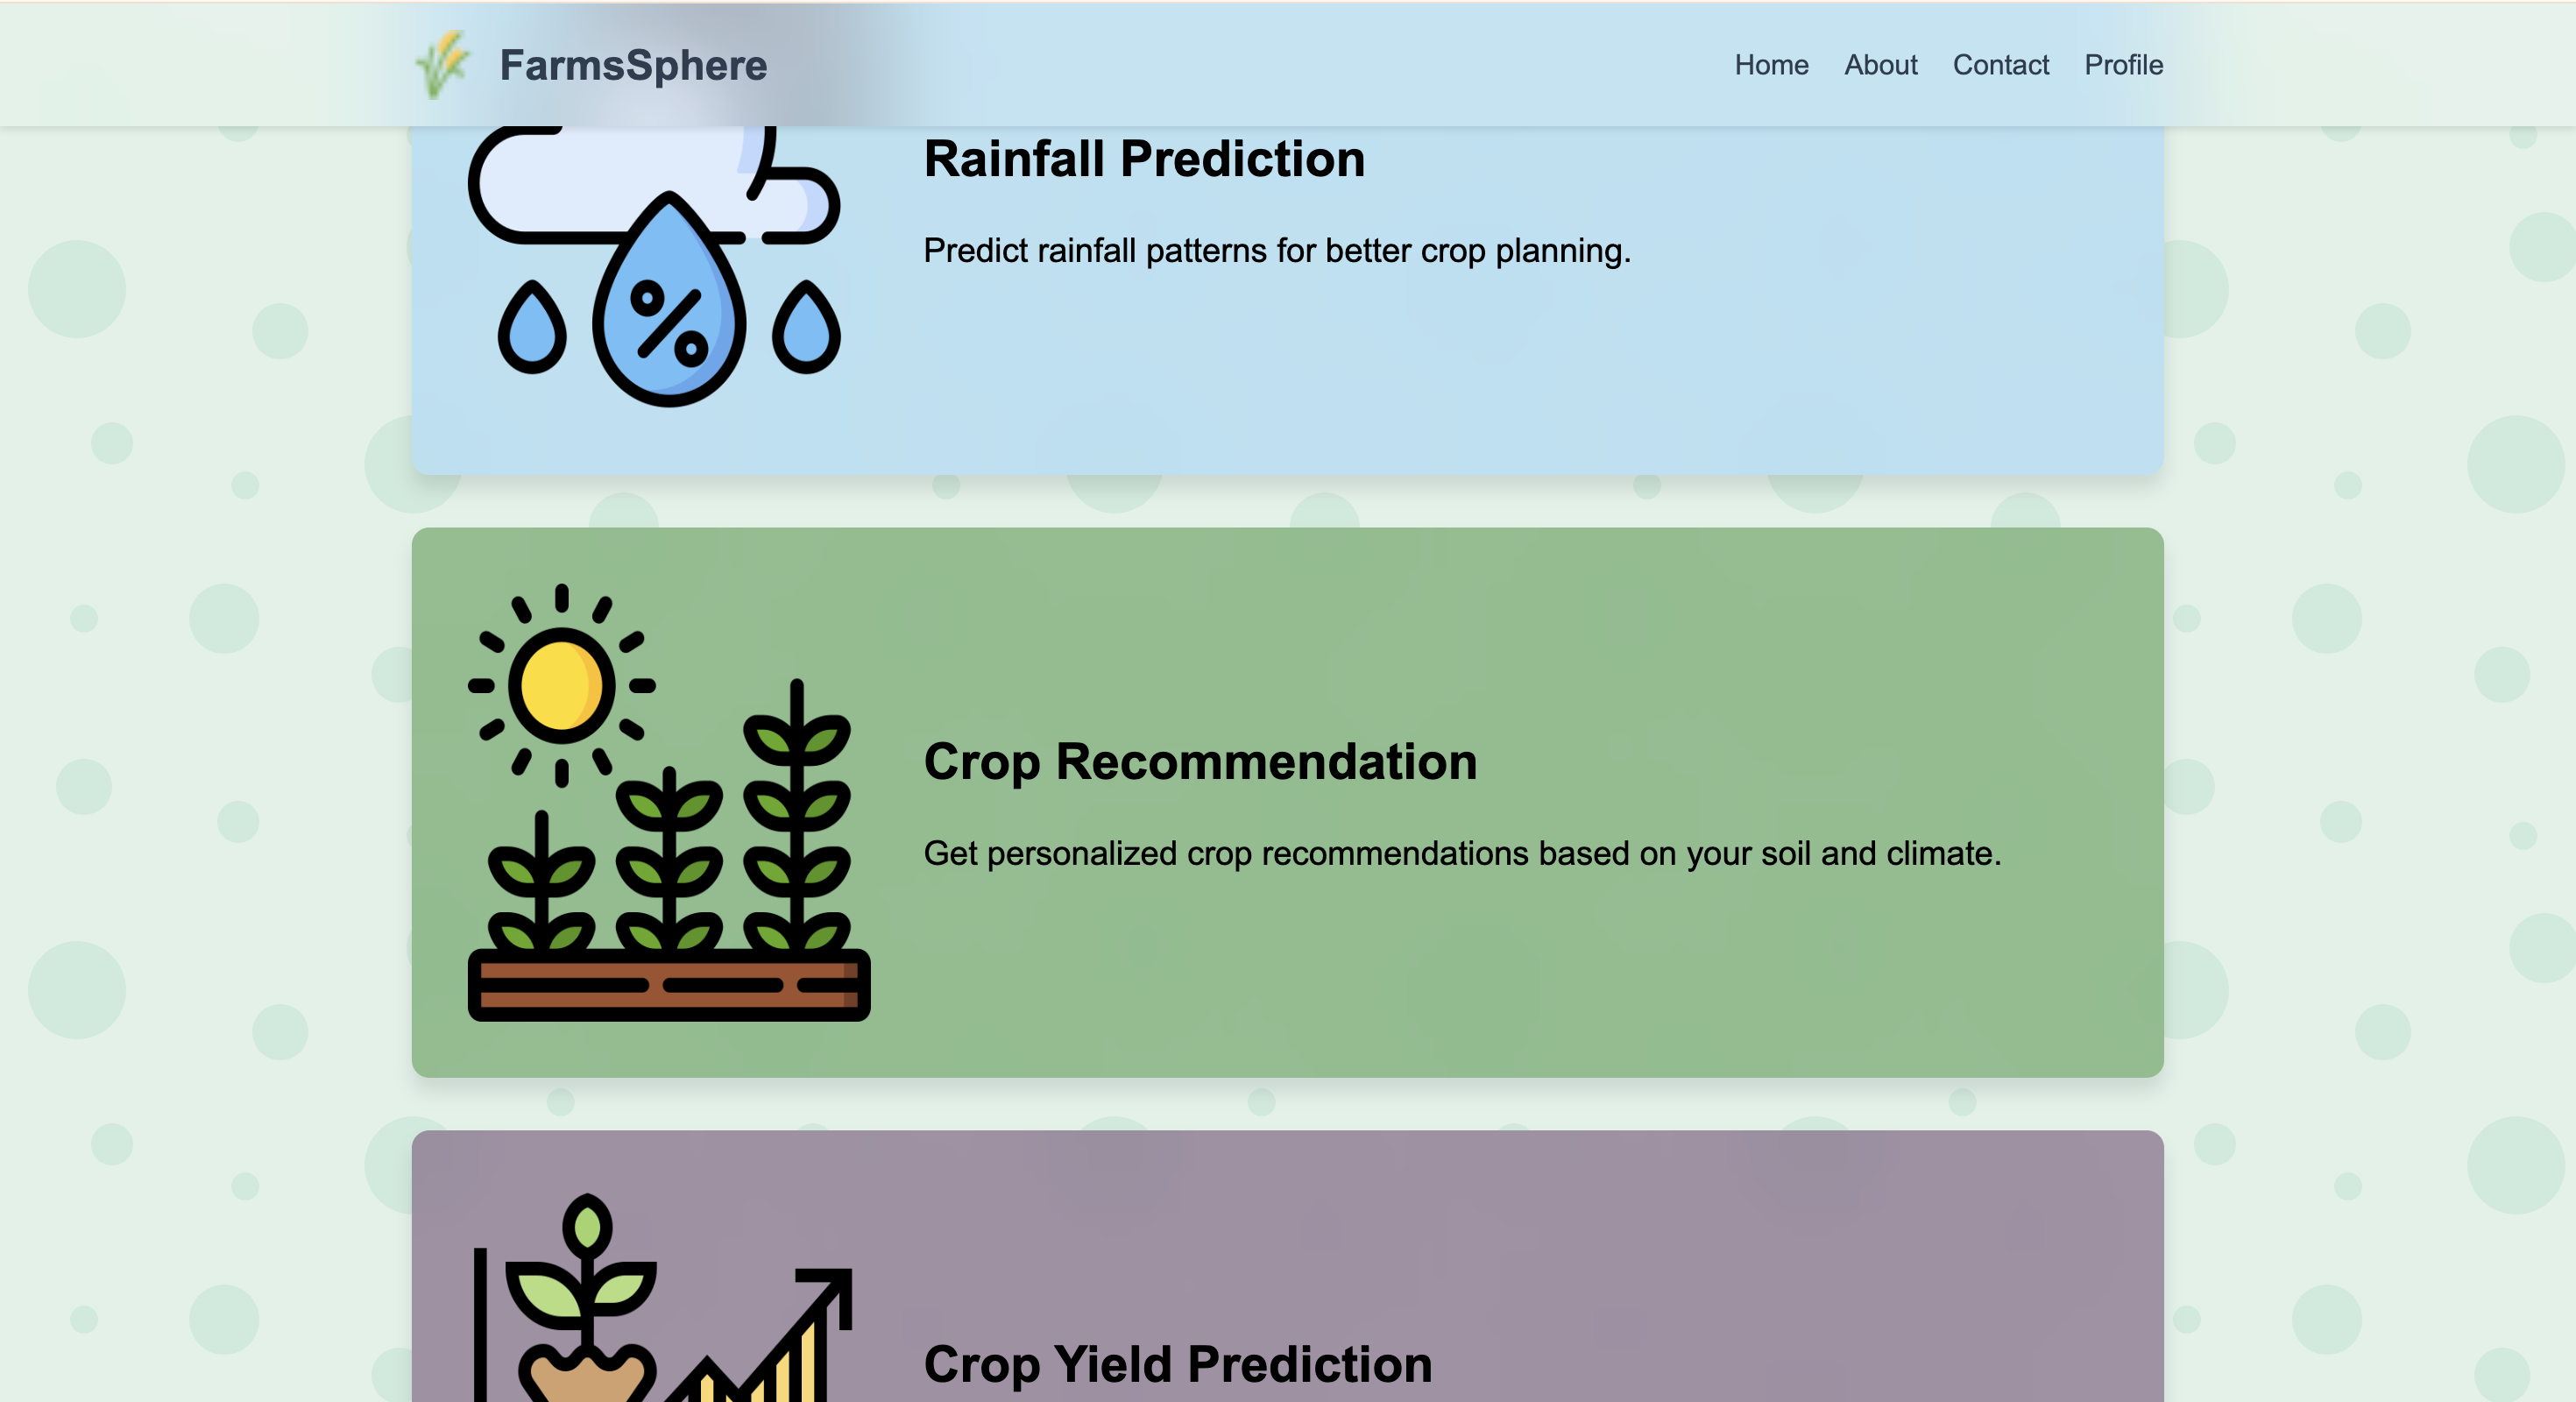 FarmsSphere
Home About Contact Profile
Rainfall Prediction
Predict rainfall patterns for better crop planning.
%
Crop Recommendation
Get personalized crop recommendations based on your soil and climate.
Crop Yield Prediction